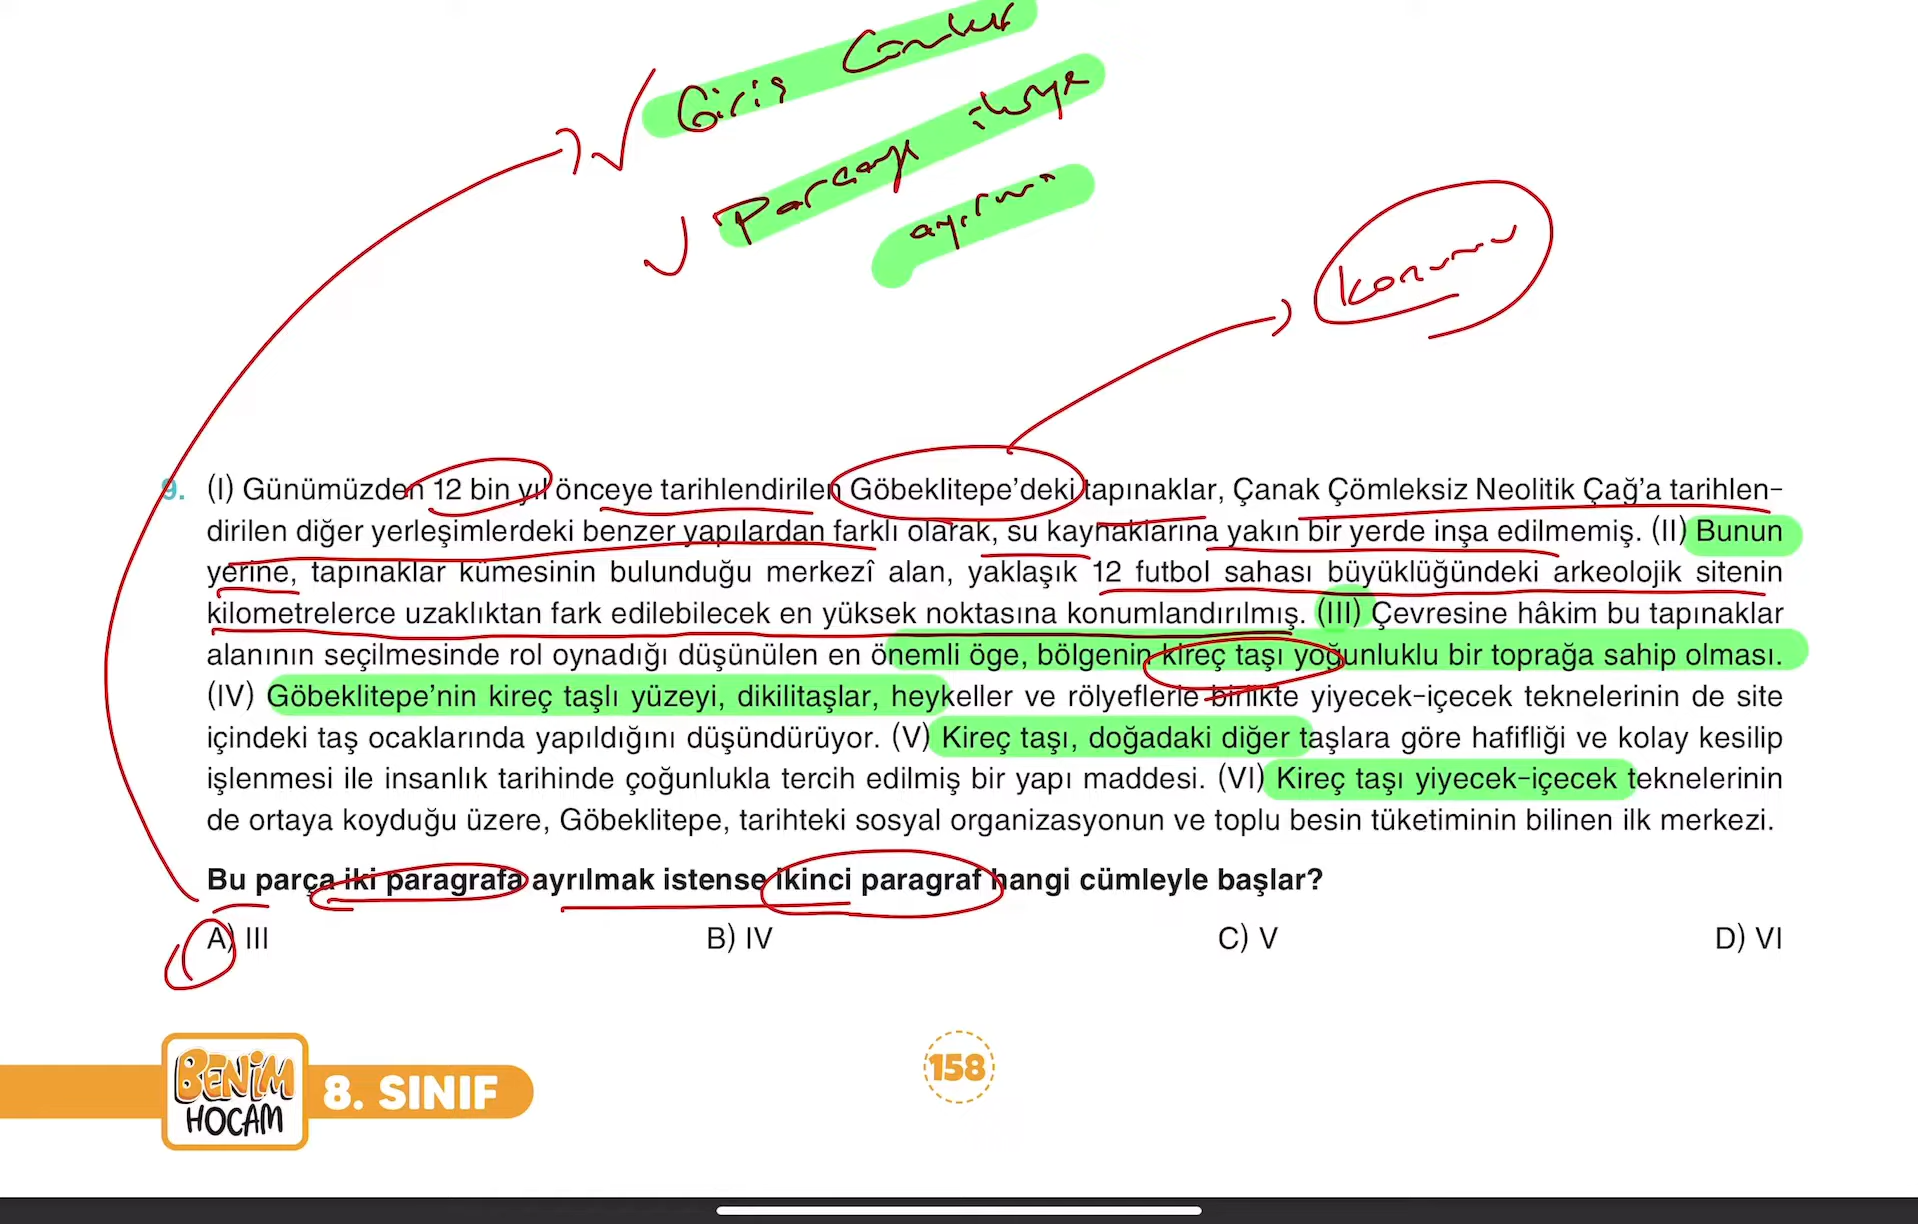 Giriş Cümlesi
Parçayı ikiye
ayırma
konumu
9. (I) Günümüzden 12 bin yıl önceye tarihlendirilen Göbeklitepe’deki tapınaklar, Çanak Çömleksiz Neolitik Çağ’a tarihlen-
dirilen diğer yerleşimlerdeki benzer yapılardan farklı olarak, su kaynaklarına yakın bir yerde inşa edilmemiş. (II) Bunun
yerine, tapınaklar kümesinin bulunduğu merkezî alan, yaklaşık 12 futbol sahası büyüklüğündeki arkeolojik sitenin
kilometrelerce uzaklıktan fark edilebilecek en yüksek noktasına konumlandırılmış. (III) Çevresine hâkim bu tapınaklar
alanının seçilmesinde rol oynadığı düşünülen en önemli öge, bölgenin kireç taşı yoğunluklu bir toprağa sahip olması.
(IV) Göbeklitepe’nin kireç taşlı yüzeyi, dikilitaşlar, heykeller ve rölyeflerle birlikte yiyecek-içecek teknelerinin de site
içindeki taş ocaklarında yapıldığını düşündürüyor. (V) Kireç taşı, doğadaki diğer taşlara göre hafifliği ve kolay kesilip
işlenmesi ile insanlık tarihinde çoğunlukla tercih edilmiş bir yapı maddesi. (VI) Kireç taşı yiyecek-içecek teknelerinin
de ortaya koyduğu üzere, Göbeklitepe, tarihteki sosyal organizasyonun ve toplu besin tüketiminin bilinen ilk merkezi.
Bu parça iki paragrafa ayrılmak istense ikinci paragraf hangi cümleyle başlar?
A) III B) IV C) V D) VI
BENİM
HOCAM
8. SINIF
158